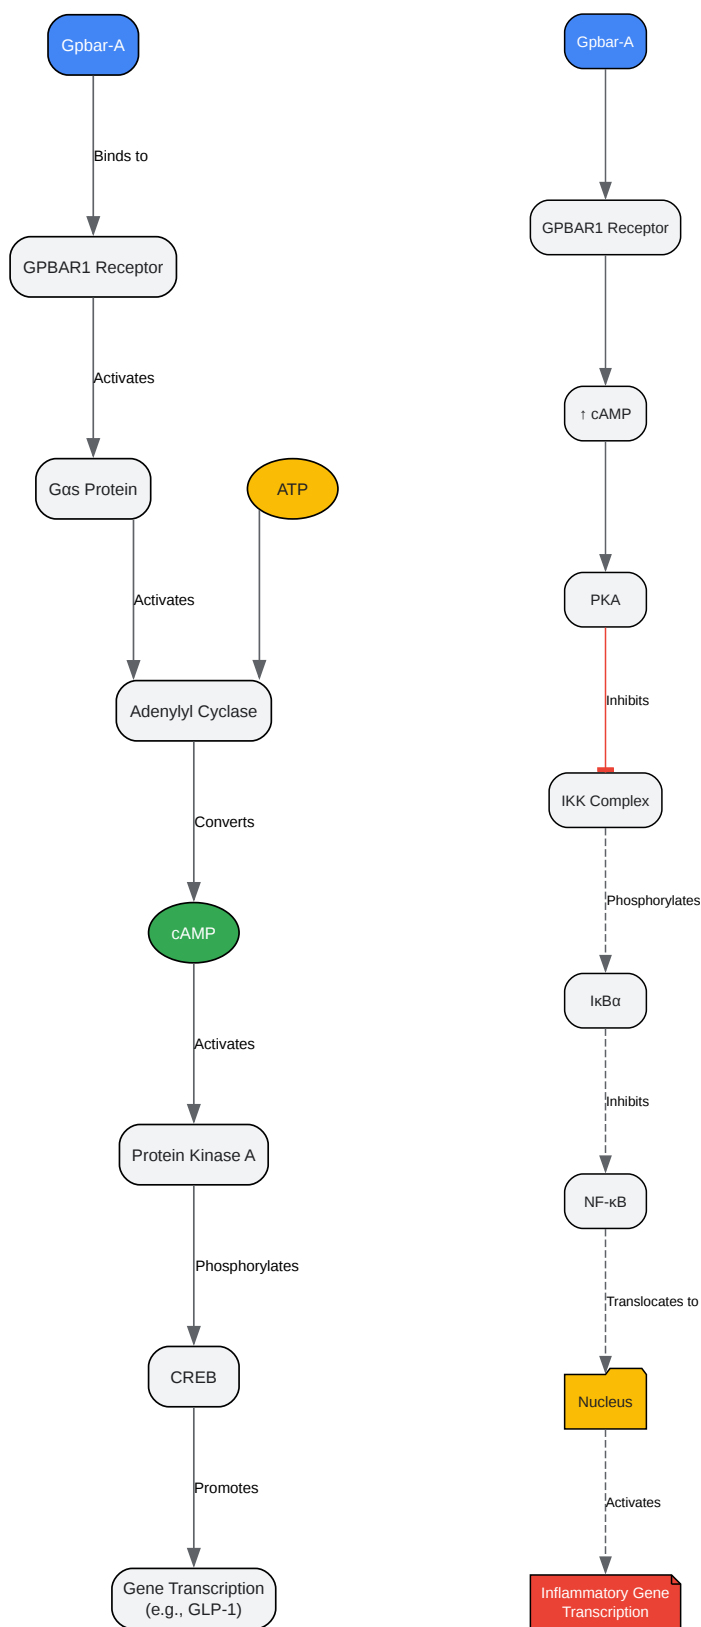 Gpbar-A
Binds to
GPBAR1 Receptor
Activates
Gαs Protein
ATP
Activates
Adenylyl Cyclase
Converts
cAMP
Activates
Protein Kinase A
Phosphorylates
CREB
Promotes
Gene Transcription
(e.g., GLP-1)
Gpbar-A
GPBAR1 Receptor
↑ cAMP
PKA
Inhibits
IKK Complex
Phosphorylates
IκBα
Inhibits
NF-κB
Translocates to
Nucleus
Activates
Inflammatory Gene
Transcription